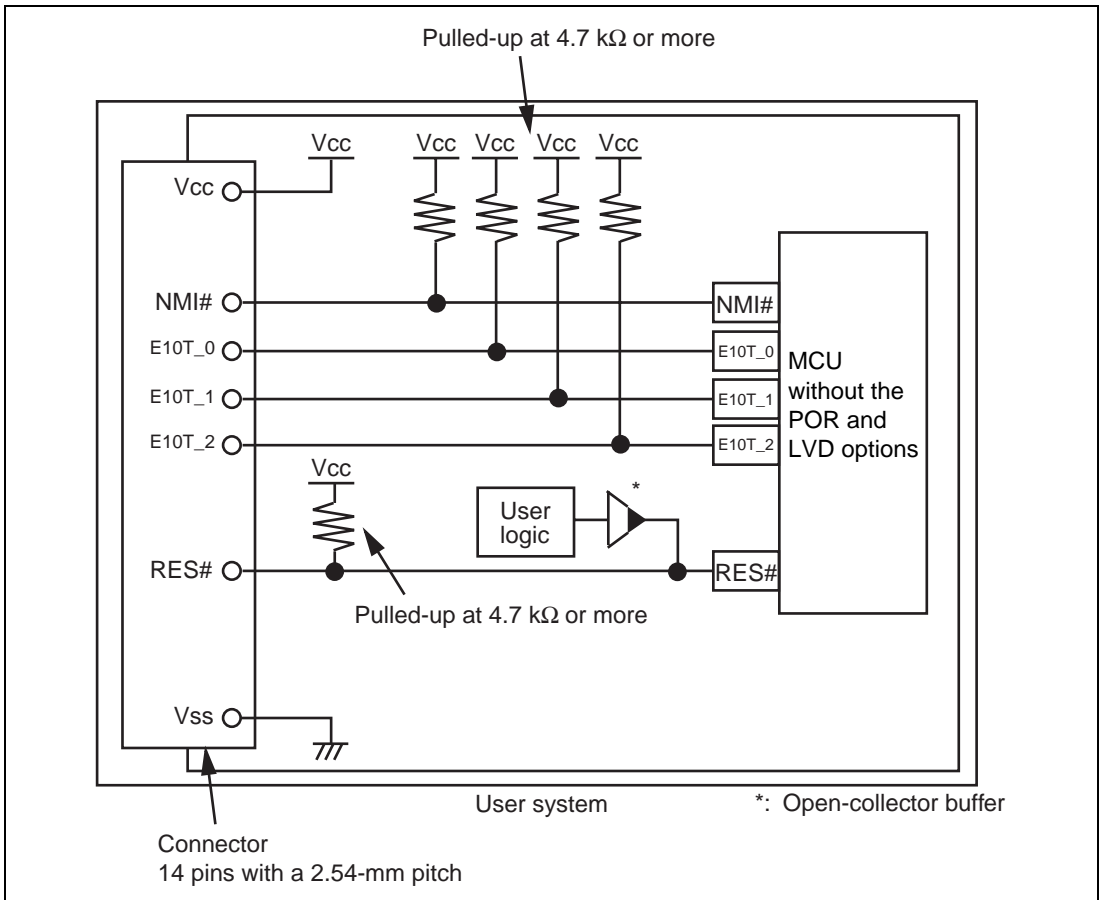 Pulled-up at 4.7 kΩ or more
Vcc
Vcc Vcc Vcc Vcc
Vcc
NMI#
NMI#
E10T_0
E10T_0
E10T_1
E10T_1
E10T_2
E10T_2
MCU
without the
POR and
LVD options
Vcc
*
User
logic
RES#
RES#
Pulled-up at 4.7 kΩ or more
Vss
User system
*: Open-collector buffer
Connector
14 pins with a 2.54-mm pitch